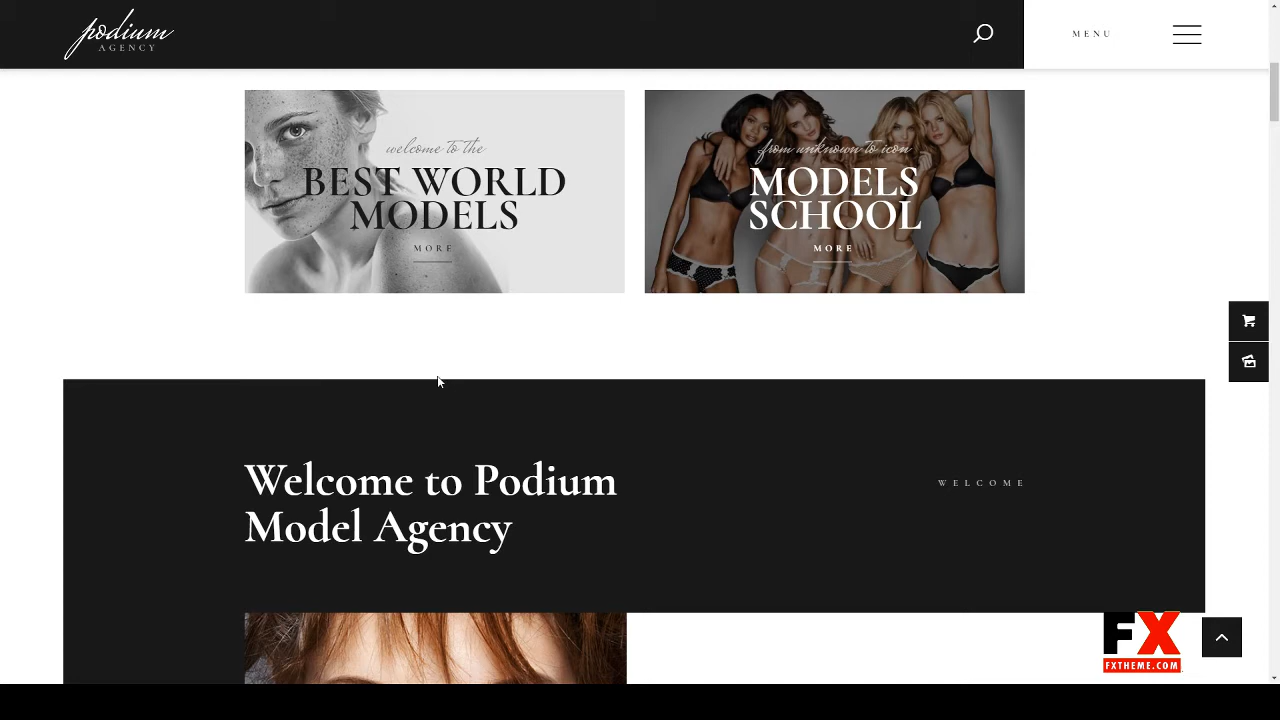 podium
AGENCY
MENU
welcome to the
BEST WORLD
MODELS
MORE
from unknown to icon
MODELS
SCHOOL
MORE
Welcome to Podium
Model Agency
WELCOME
FX
FXTHEME.COM